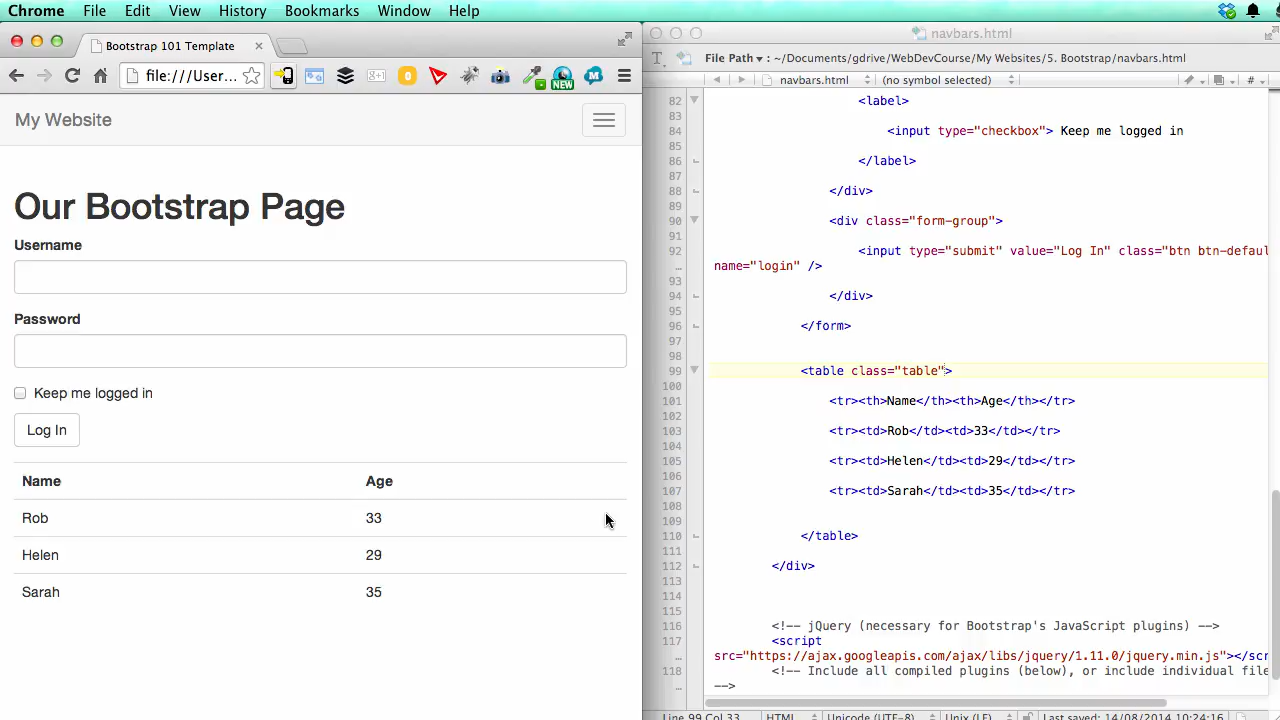 Chrome File Edit View History Bookmarks Window Help
Bootstrap 101 Template
file:///User...
NEW
My Website
Our Bootstrap Page
Username
Password
Keep me logged in
Log In
Name Age
Rob 33
Helen 29
Sarah 35
navbars.html
File Path ▾ : ~/Documents/gdrive/WebDevCourse/My Websites/5. Bootstrap/navbars.html
navbars.html (no symbol selected)
82 <label>
83
84 <input type="checkbox"> Keep me logged in
85
86 </label>
87
88 </div>
89
90 <div class="form-group">
91
92 <input type="submit" value="Log In" class="btn btn-defaul
… name="login" />
93
94 </div>
95
96 </form>
97
98
99 <table class="table">
100
101 <tr><th>Name</th><th>Age</th></tr>
102
103 <tr><td>Rob</td><td>33</td></tr>
104
105 <tr><td>Helen</td><td>29</td></tr>
106
107 <tr><td>Sarah</td><td>35</td></tr>
108
109
110 </table>
111
112 </div>
113
114
115
116 <!-- jQuery (necessary for Bootstrap's JavaScript plugins) -->
117 <script
… src="https://ajax.googleapis.com/ajax/libs/jquery/1.11.0/jquery.min.js"></scr
118 <!-- Include all compiled plugins (below), or include individual file
… -->
Line 99 Col 33 HTML Unicode (UTF-8) Unix (LF) Last saved: 14/08/2014 10:24:16